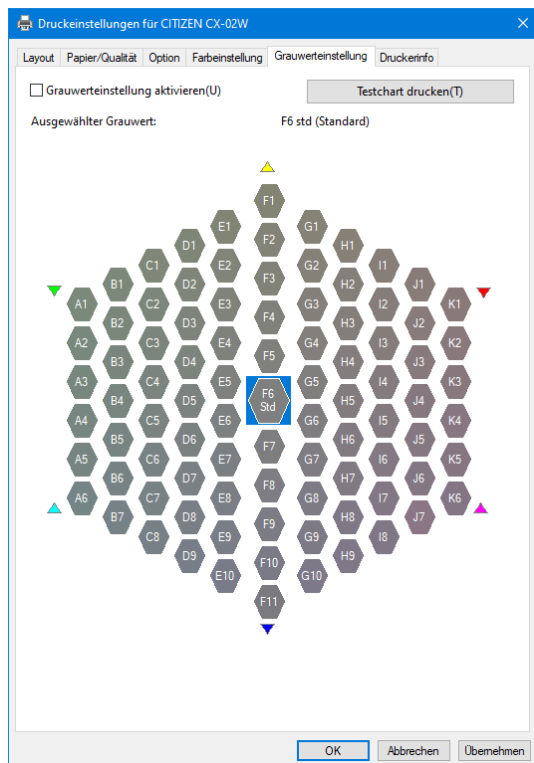 Druckeinstellungen für CITIZEN CX-02W
Layout Papier/Qualität Option Farbeinstellung Grauwerteinstellung Druckerinfo
Grauwerteinstellung aktivieren(U) Testchart drucken(T)
Ausgewählter Grauwert: F6 std (Standard)
F1
E1 G1
F2
D1 H1
E2 G2
C1 I1
F3
B1 D2 H2 J1
A1 C2 E3 G3 I2 K1
F4
B2 D3 H3 J2
A2 C3 E4 G4 I3 K2
F5
B3 D4 H4 J3
A3 C4 E5 G5 I4 K3
F6
Std
B4 D5 H5 J4
A4 C5 E6 G6 I5 K4
B5 D6 H6 J5
F7
A5 C6 E7 G7 I6 K5
B6 D7 H7 J6
F8
A6 C7 E8 G8 I7 K6
B7 D8 H8 J7
F9
C8 E9 G9 I8
D9 H9
F10
E10 G10
F11
OK Abbrechen Übernehmen